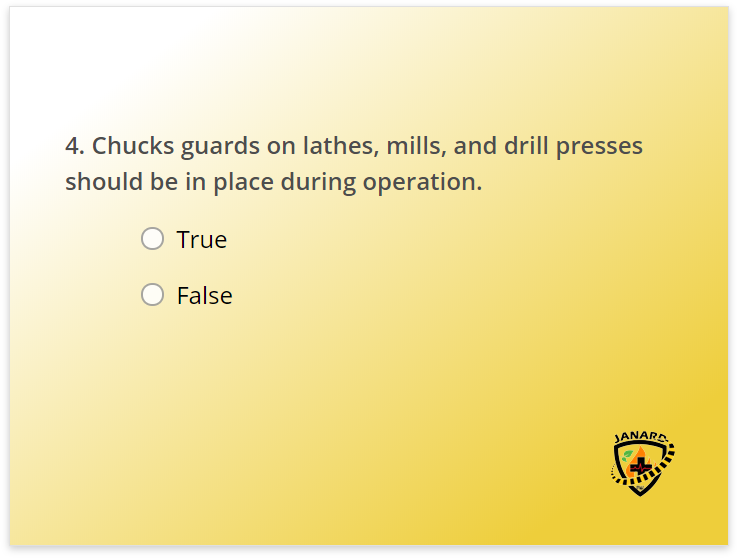 4. Chucks guards on lathes, mills, and drill presses
should be in place during operation.
True
False
JANARD